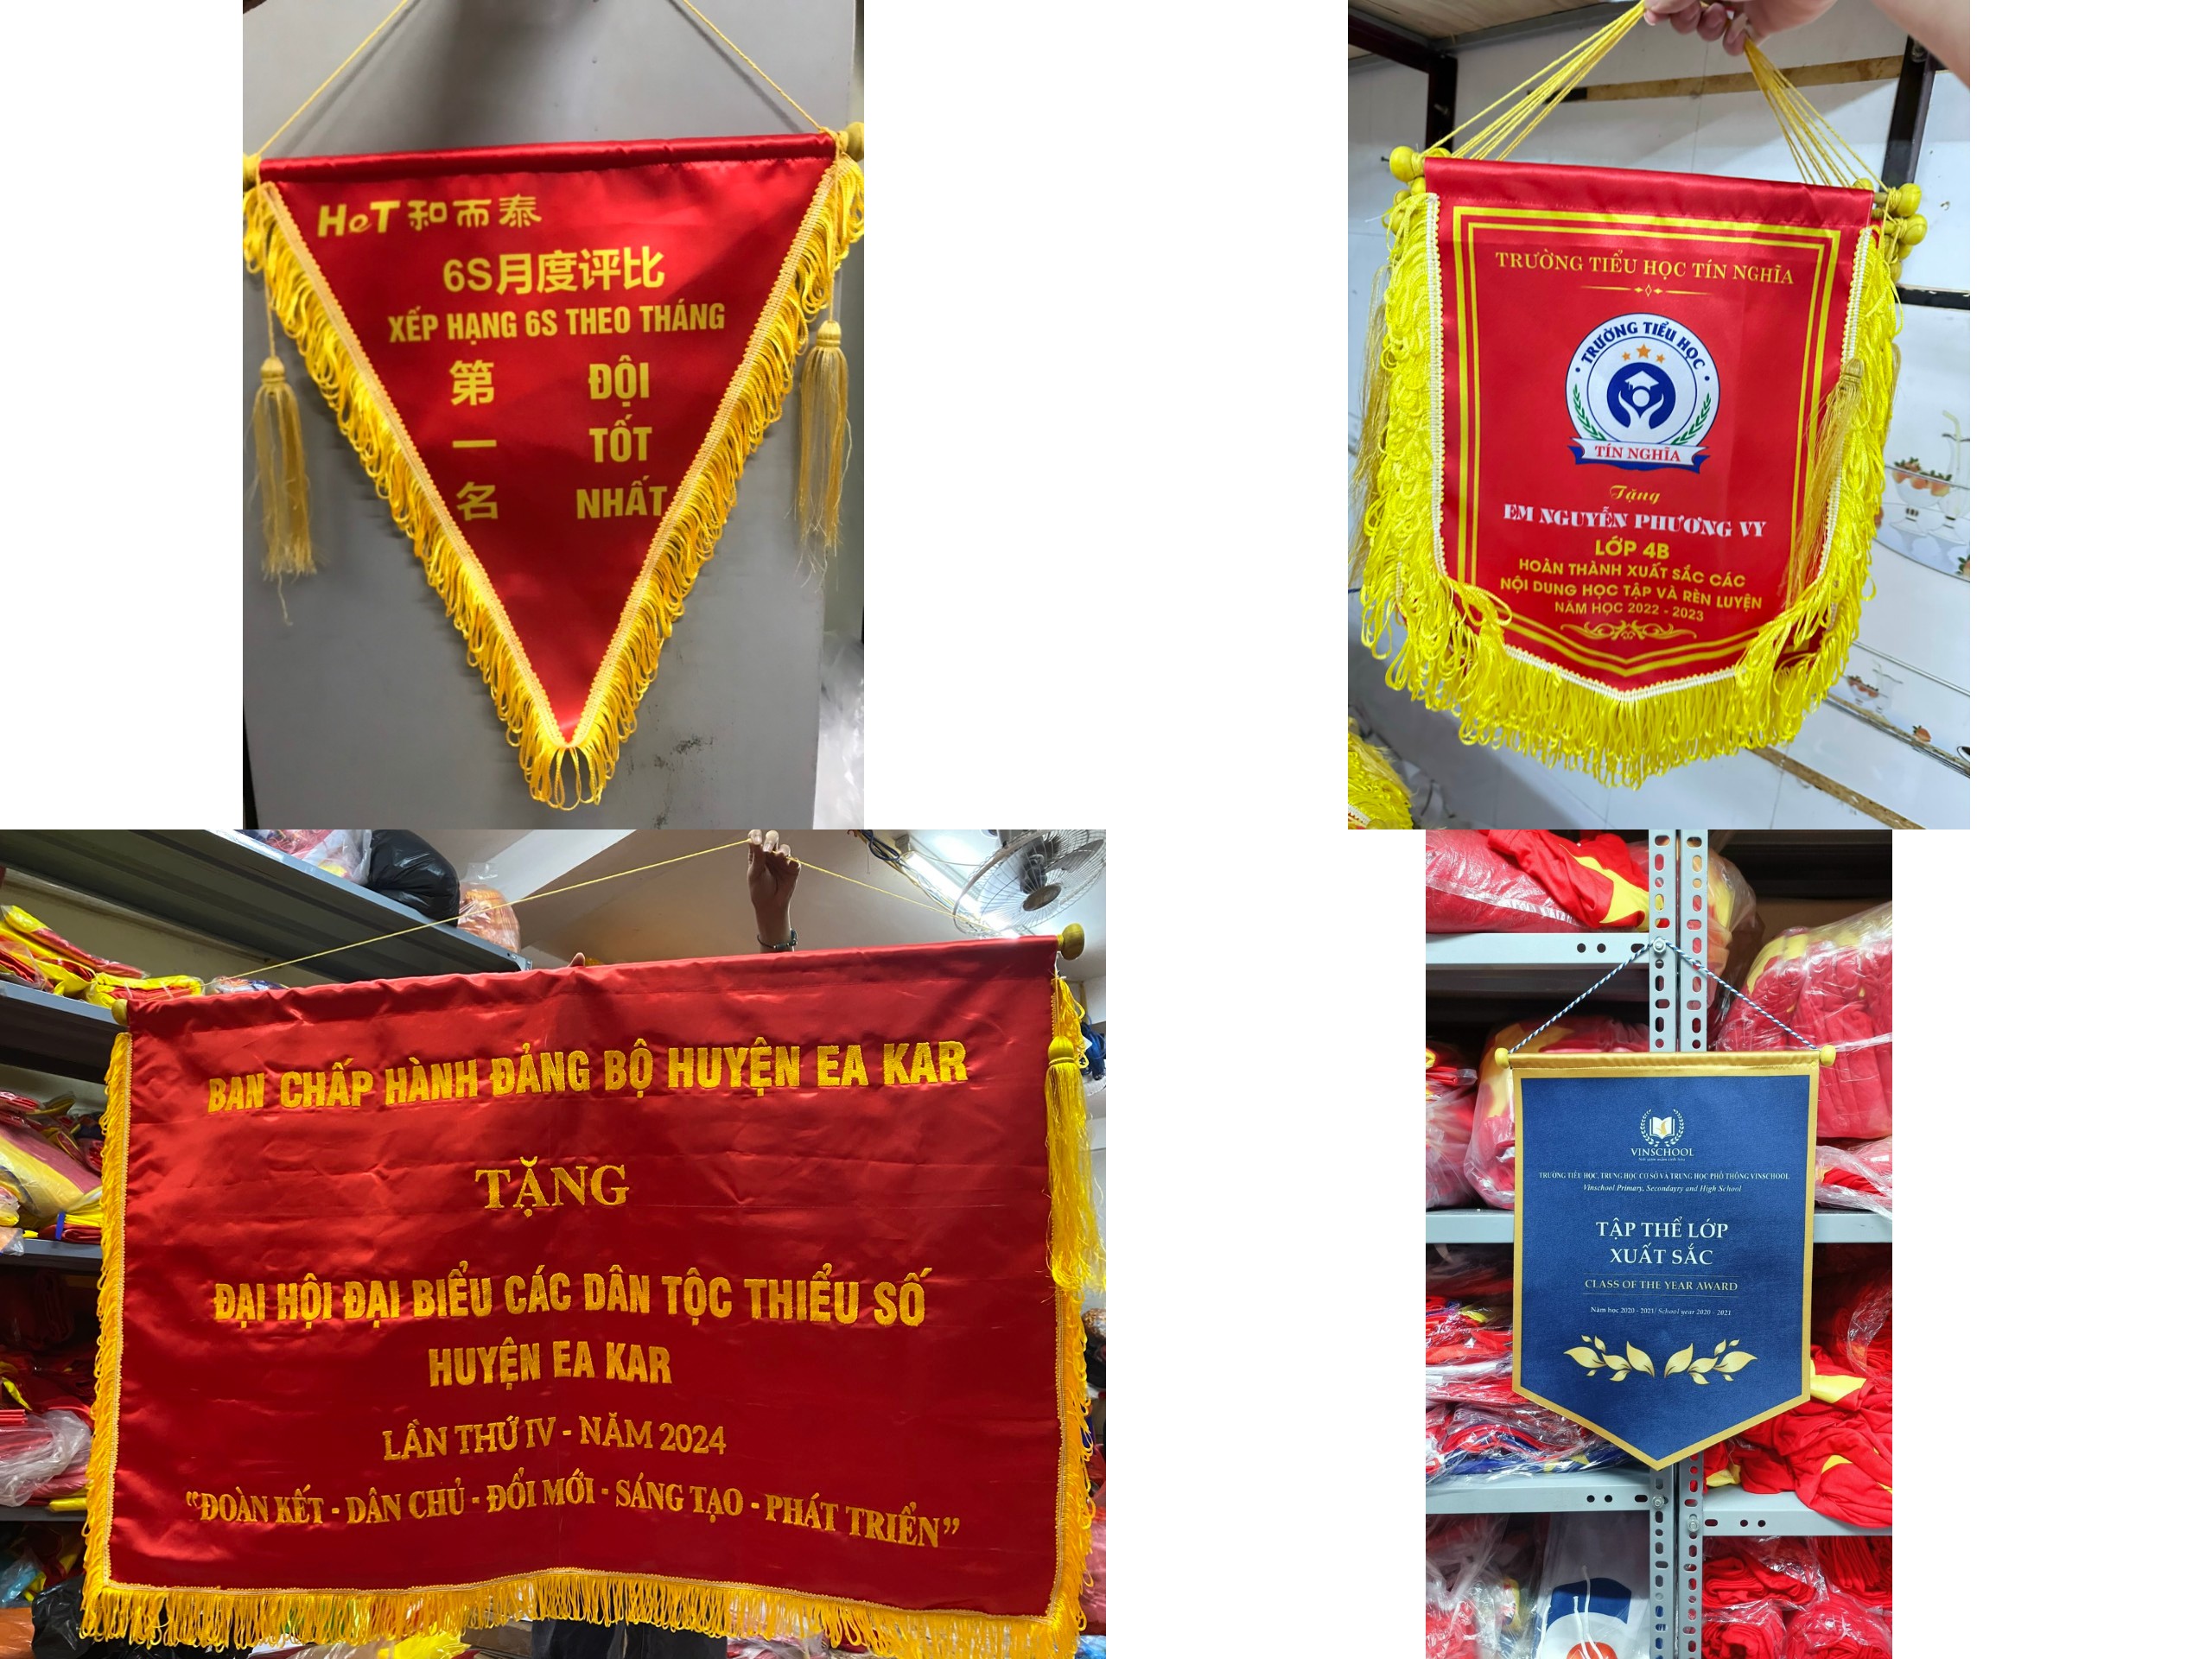 HeT 和而泰
6S月度评比
XẾP HẠNG 6S THEO THÁNG
第 ĐỘI
一 TỐT
名 NHẤT
TRƯỜNG TIỂU HỌC TÍN NGHĨA
TRƯỜNG TIỂU HỌC
TÍN NGHĨA
Tặng
EM NGUYỄN PHƯƠNG VY
LỚP 4B
HOÀN THÀNH XUẤT SẮC CÁC
NỘI DUNG HỌC TẬP VÀ RÈN LUYỆN
NĂM HỌC 2022 - 2023
BAN CHẤP HÀNH ĐẢNG BỘ HUYỆN EA KAR
TẶNG
ĐẠI HỘI ĐẠI BIỂU CÁC DÂN TỘC THIỂU SỐ
HUYỆN EA KAR
LẦN THỨ IV - NĂM 2024
"ĐOÀN KẾT - DÂN CHỦ - ĐỔI MỚI - SÁNG TẠO - PHÁT TRIỂN"
VINSCHOOL
TRƯỜNG TIỂU HỌC, TRUNG HỌC CƠ SỞ VÀ TRUNG HỌC PHỔ THÔNG VINSCHOOL
Vinschool Primary, Secondayry and High School
TẬP THỂ LỚP
XUẤT SẮC
CLASS OF THE YEAR AWARD
Năm học 2020 - 2021/ School year 2020 - 2021